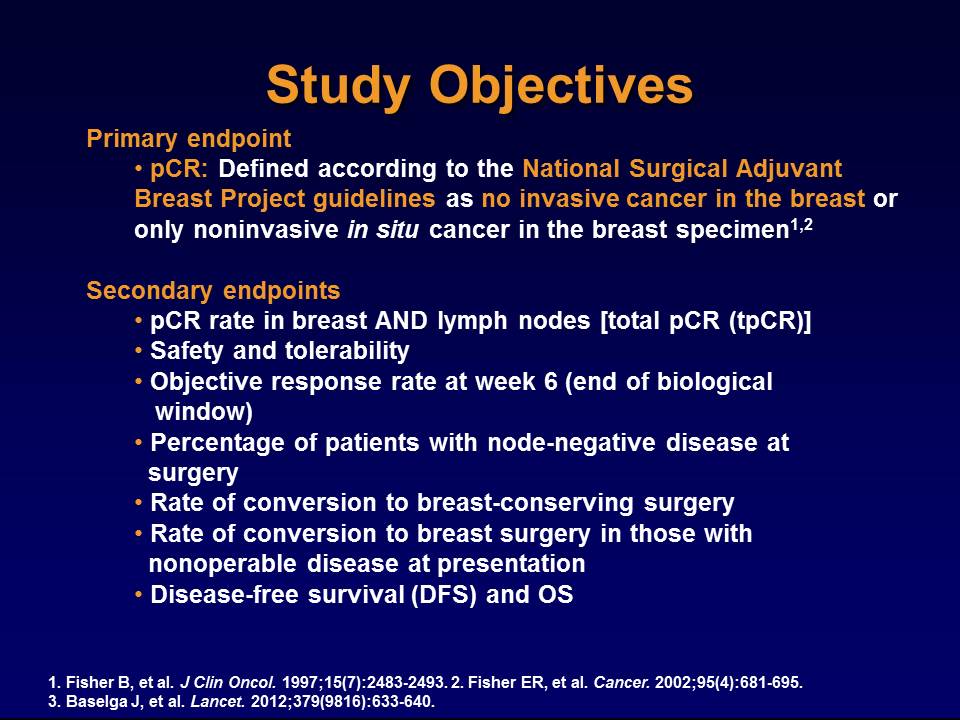 Study Objectives
Primary endpoint
• pCR: Defined according to the National Surgical Adjuvant
Breast Project guidelines as no invasive cancer in the breast or
only noninvasive in situ cancer in the breast specimen1,2
Secondary endpoints
• pCR rate in breast AND lymph nodes [total pCR (tpCR)]
• Safety and tolerability
• Objective response rate at week 6 (end of biological
window)
• Percentage of patients with node-negative disease at
surgery
• Rate of conversion to breast-conserving surgery
• Rate of conversion to breast surgery in those with
nonoperable disease at presentation
• Disease-free survival (DFS) and OS
1. Fisher B, et al. J Clin Oncol. 1997;15(7):2483-2493. 2. Fisher ER, et al. Cancer. 2002;95(4):681-695.
3. Baselga J, et al. Lancet. 2012;379(9816):633-640.